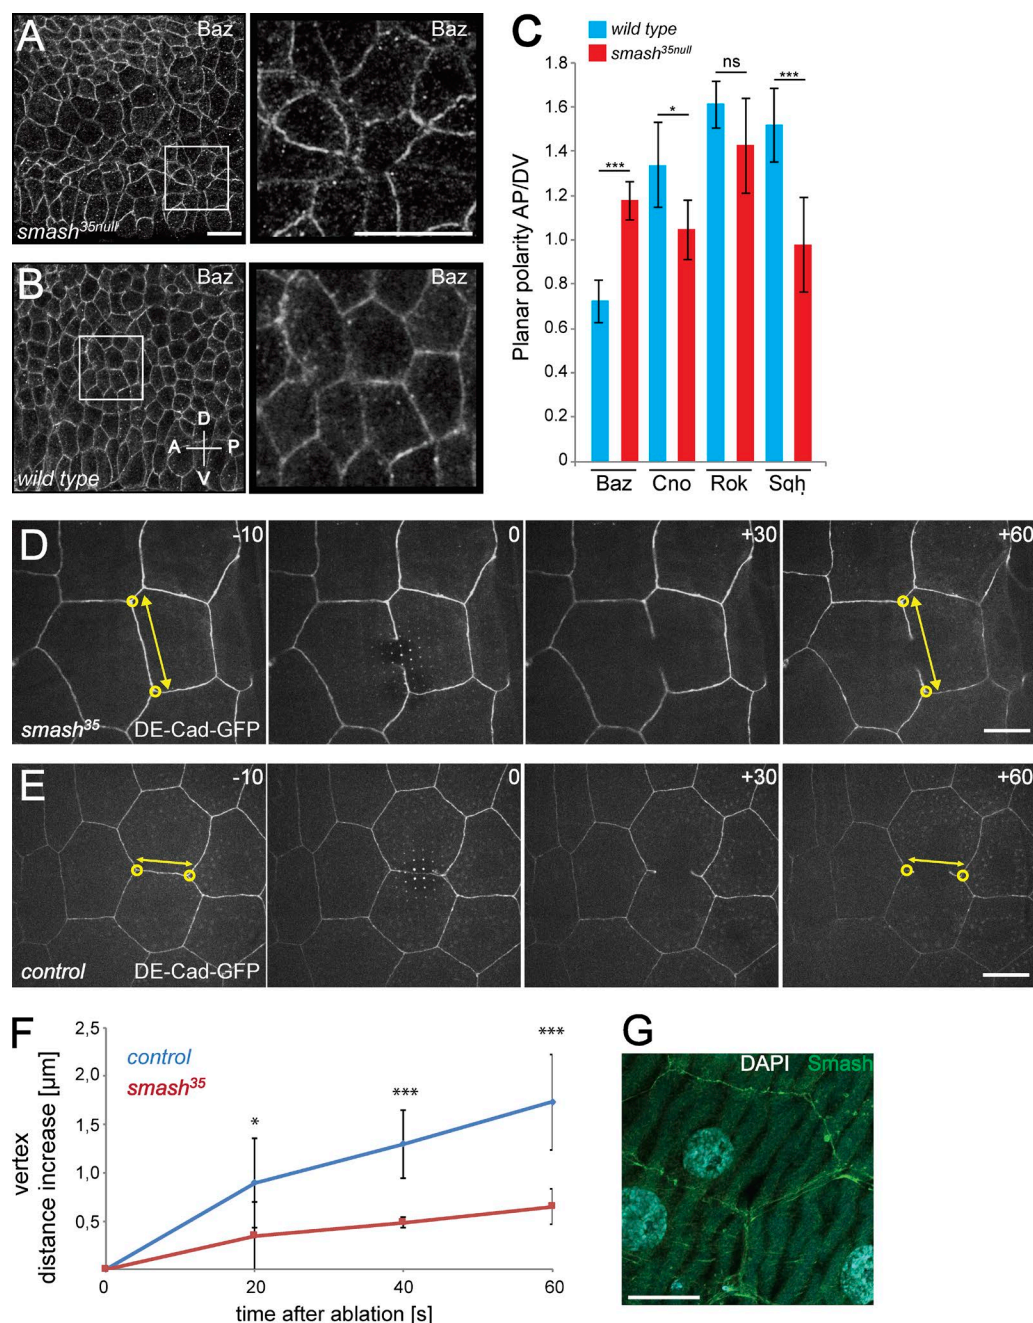 A
Baz
Baz
smash35null
B
Baz
Baz
D
A
P
V
wild type
C
wild type
smash35null
Planar polarity AP/DV
1.8
1.6
1.4
1.2
1.0
0.8
0.6
0.4
0.2
0
***
*
ns
***
Baz
Cno
Rok
Sqh
D
-10
0
+30
+60
smash35
DE-Cad-GFP
E
-10
0
+30
+60
control
DE-Cad-GFP
F
control
smash35
vertex
distance increase [µm]
2,5
2,0
1,5
1,0
0,5
*
***
***
0
20
40
60
time after ablation [s]
G
DAPI
Smash